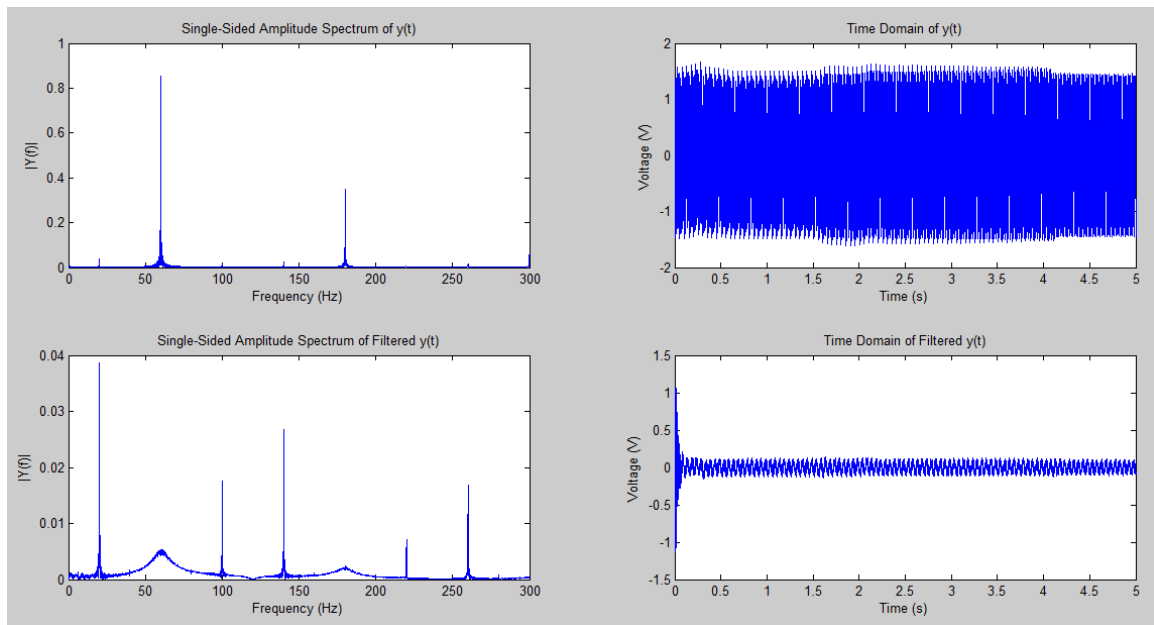 Single-Sided Amplitude Spectrum of y(t)
1
0.8
0.6
0.4
0.2
0
|Y(f)|
0 50 100 150 200 250 300
Frequency (Hz)
Time Domain of y(t)
2
1
0
-1
-2
Voltage (V)
0 0.5 1 1.5 2 2.5 3 3.5 4 4.5 5
Time (s)
Single-Sided Amplitude Spectrum of Filtered y(t)
0.04
0.03
0.02
0.01
0
|Y(f)|
0 50 100 150 200 250 300
Frequency (Hz)
Time Domain of Filtered y(t)
1.5
1
0.5
0
-0.5
-1
-1.5
Voltage (V)
0 0.5 1 1.5 2 2.5 3 3.5 4 4.5 5
Time (s)